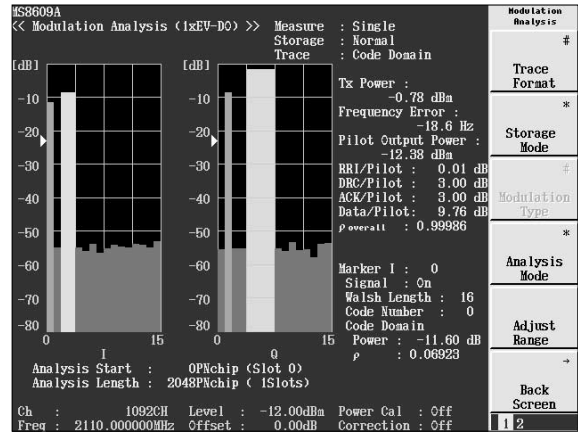 MS8609A
<< Modulation Analysis (1xEV-DO) >>
Measure : Single
Storage : Normal
Trace : Code Domain
[dB]
-10
-20
-30
-40
-50
-60
-70
-80
0 15
I
[dB]
-10
-20
-30
-40
-50
-60
-70
-80
0 15
Q
Tx Power :
-0.78 dBm
Frequency Error :
-18.6 Hz
Pilot Output Power :
-12.38 dBm
RRI/Pilot : 0.01 dB
DRC/Pilot : 3.00 dB
ACK/Pilot : 3.00 dB
Data/Pilot: 9.76 dB
ρ overall : 0.99986
Marker I : 0
Signal : On
Walsh Length : 16
Code Number : 0
Code Domain
Power : -11.60 dB
ρ : 0.06923
Analysis Start : 0PNchip (Slot 0)
Analysis Length : 2048PNchip ( 1Slots)
Ch : 1092CH Level : -12.00dBm Power Cal : Off
Freq : 2110.000000MHz Offset : 0.00dB Correction : Off
Modulation
Analysis
#
Trace
Format
*
Storage
Mode
#
Modulation
Type
*
Analysis
Mode
Adjust
Range
→
Back
Screen
1 2